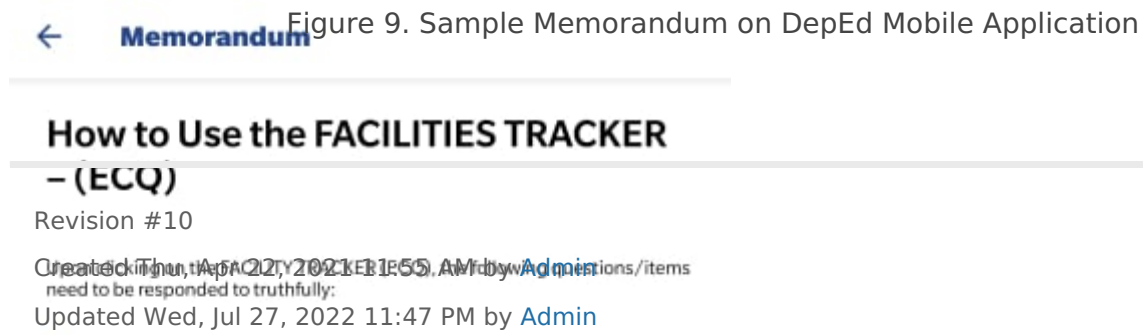 Figure 9. Sample Memorandum on DepEd Mobile Application
Memorandum
How to Use the FACILITIES TRACKER
– (ECQ)
Revision #10
Created Thu, Apr 22, 2021 11:55 AM by Admin
questions/items
need to be responded to truthfully:
Updated Wed, Jul 27, 2022 11:47 PM by Admin